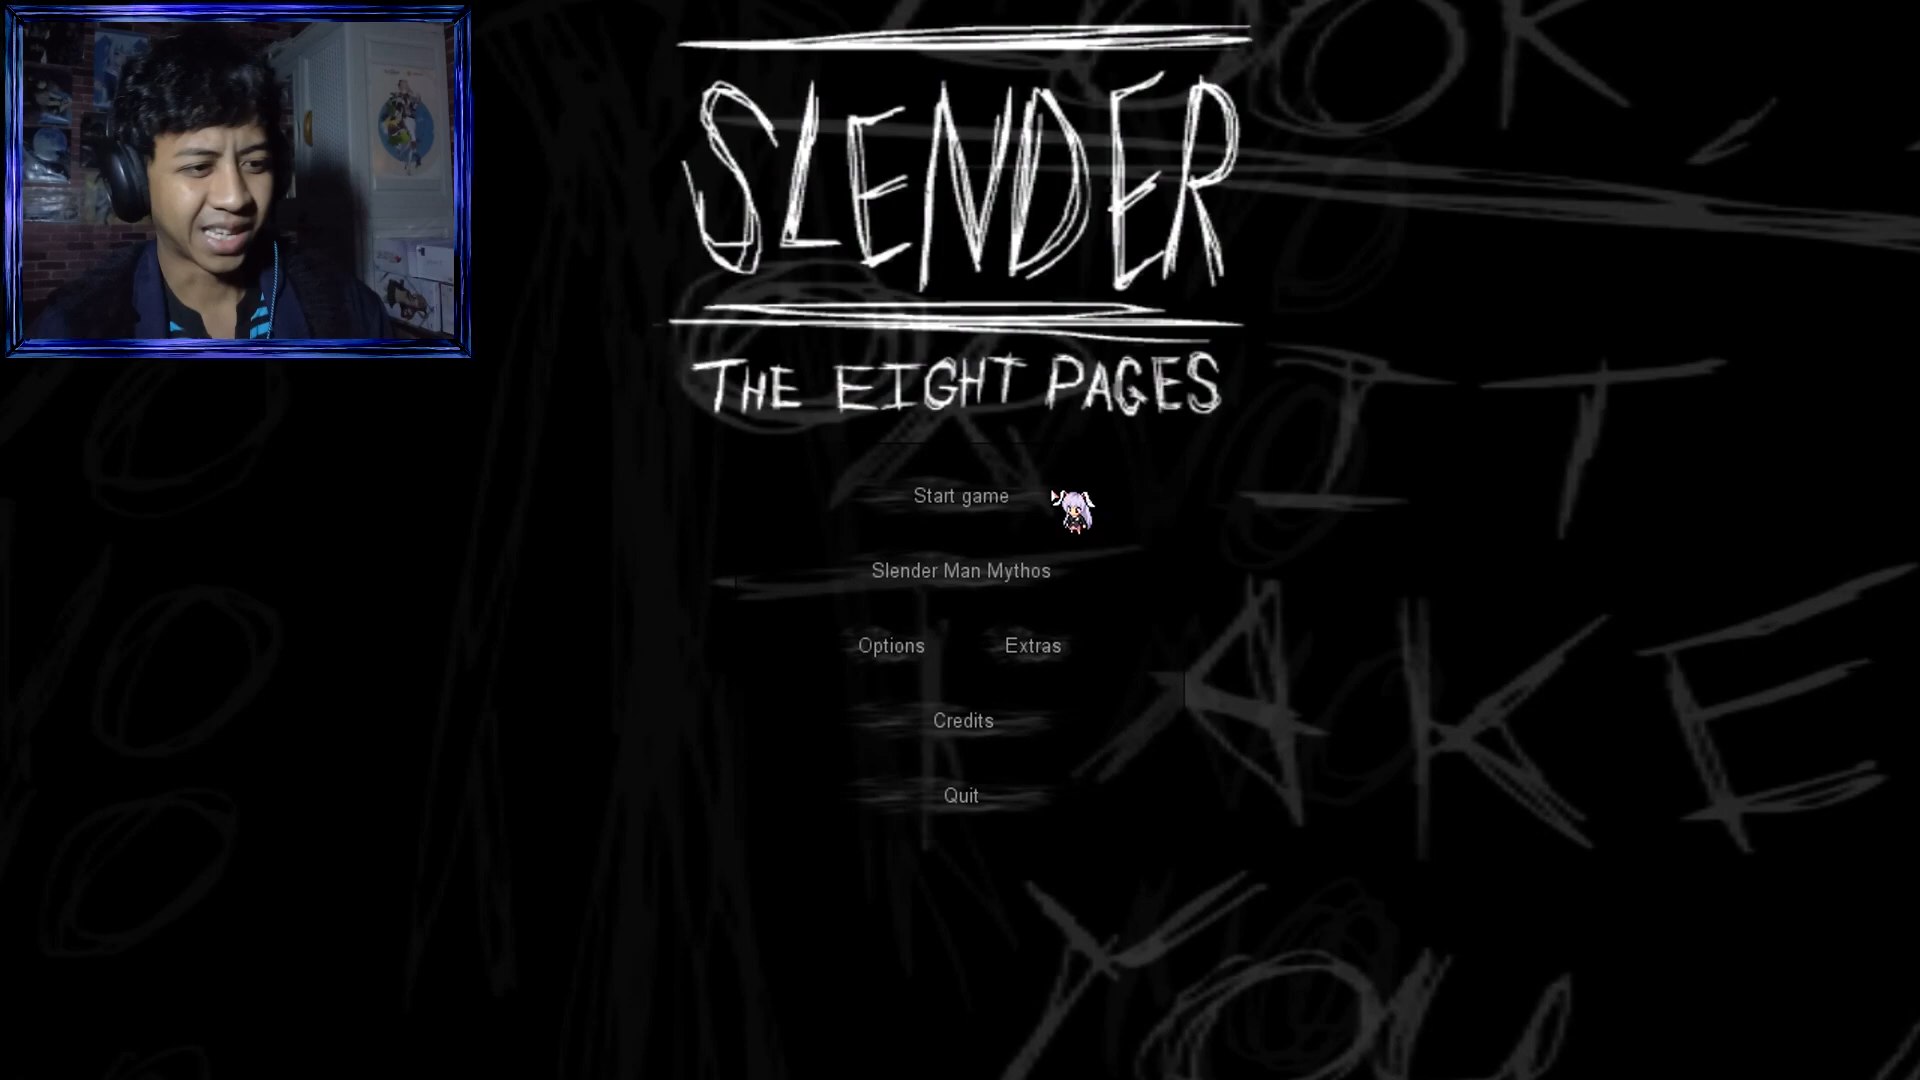 SLENDER
THE EIGHT PAGES
Start game
Slender Man Mythos
Options Extras
Credits
Quit